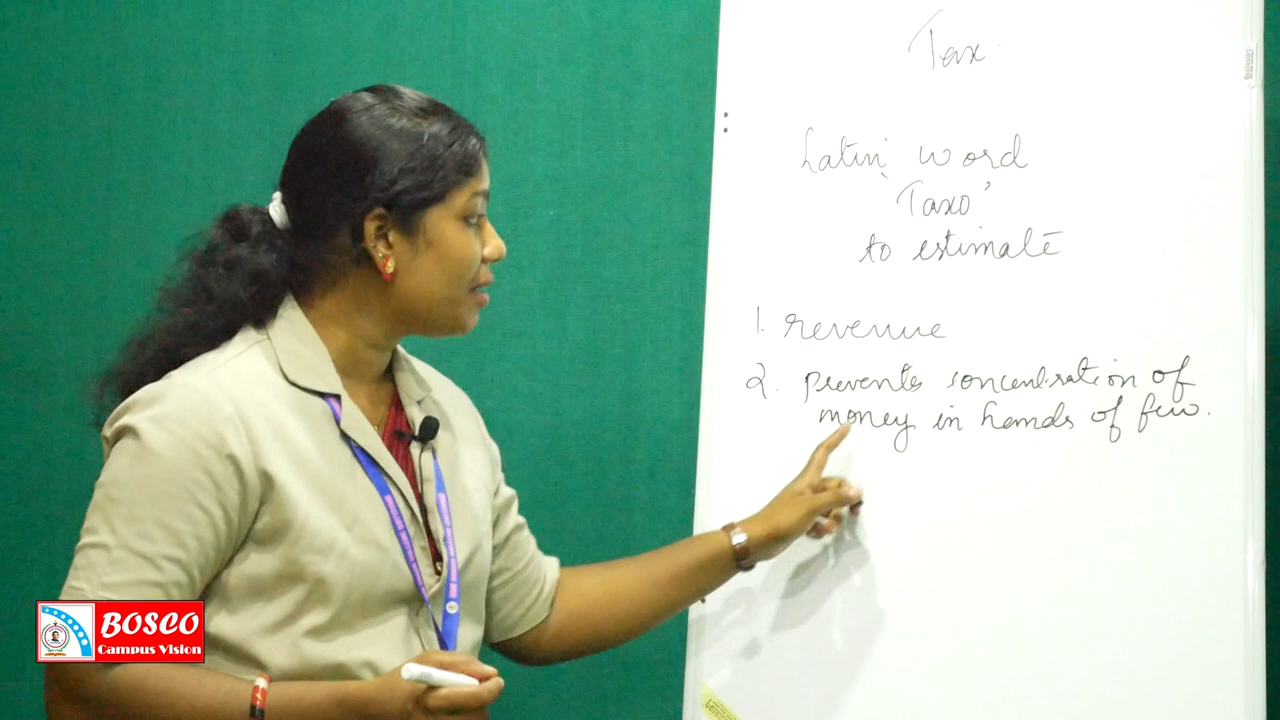 Tax
Latin word
'Taxo'
to estimate
1. revenue
2. Prevents concentration of
money in hands of few.
BOSCO
Campus Vision